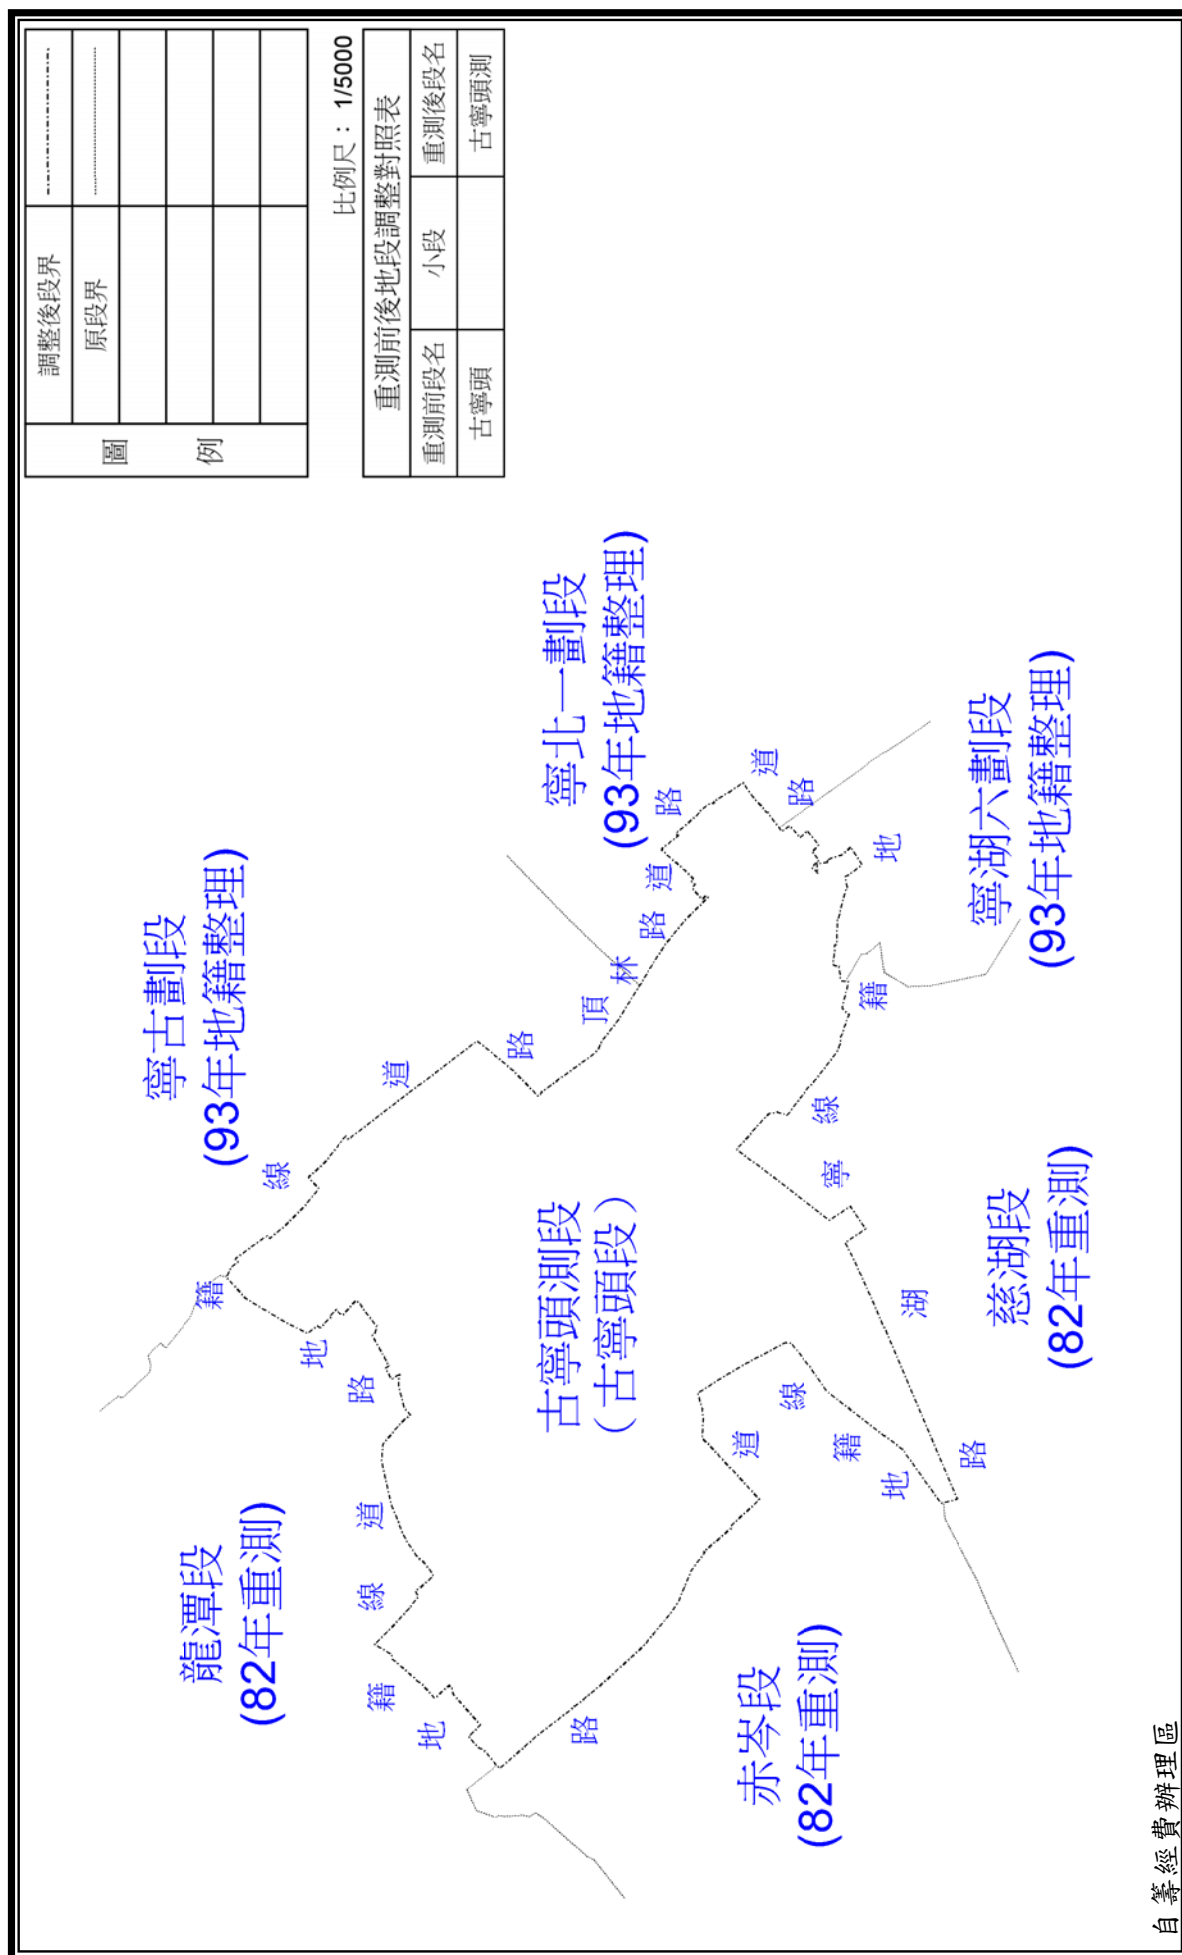 圖例
調整後段界
原段界
比例尺：1/5000
重測前後地段調整對照表
重測前段名 小段 重測後段名
古寧頭 古寧頭測
寧古劃段
(93年地籍整理)
寧北一劃段
(93年地籍整理)
寧湖六劃段
(93年地籍整理)
龍潭段
(82年重測)
古寧頭測段
（古寧頭段）
慈湖段
(82年重測)
赤岑段
(82年重測)
地籍線
道路
頂林路
道路
道路
地籍線
寧湖路
地籍線
道路
地籍線
道路
自籌經費辦理區